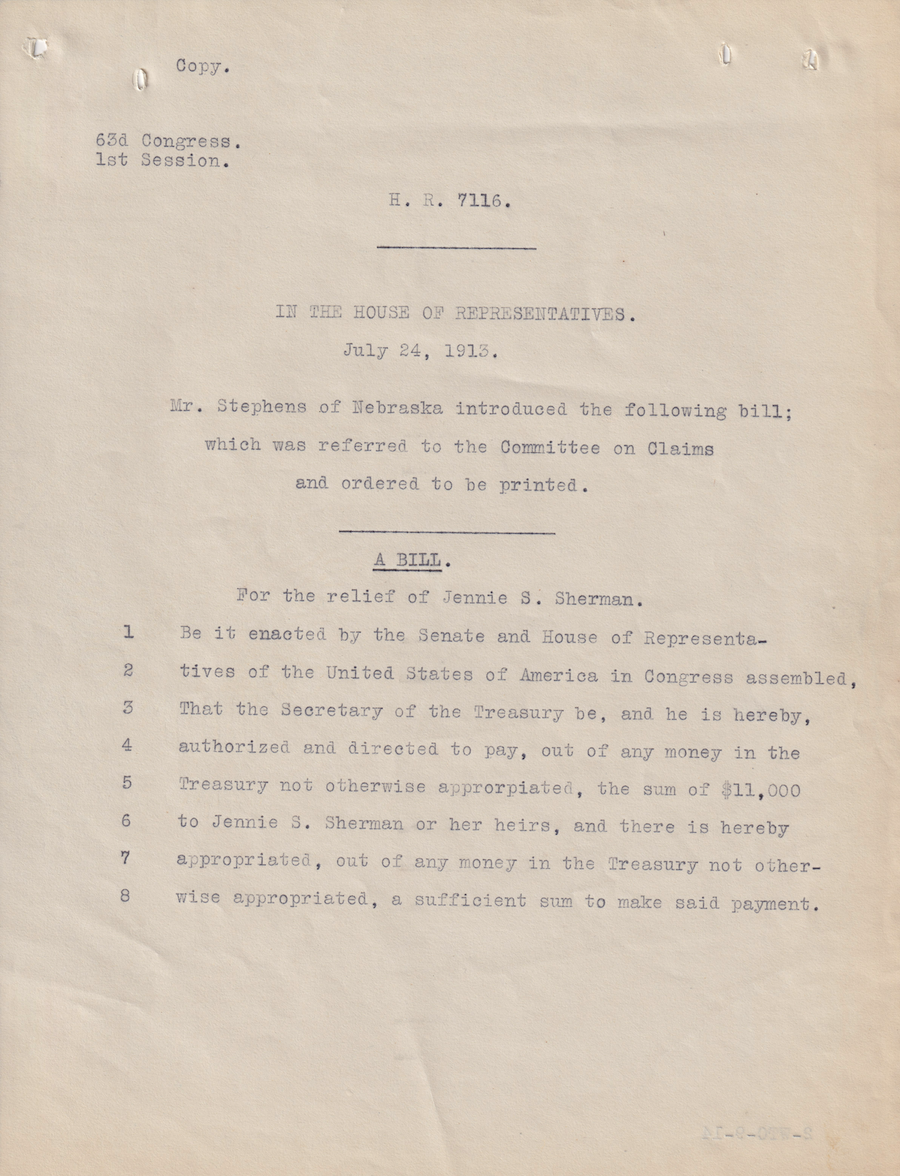 Copy.
63d Congress.
1st Session.
H. R. 7116.
IN THE HOUSE OF REPRESENTATIVES.
July 24, 1913.
Mr. Stephens of Nebraska introduced the following bill;
which was referred to the Committee on Claims
and ordered to be printed.
A BILL.
For the relief of Jennie S. Sherman.
1 Be it enacted by the Senate and House of Representa-
2 tives of the United States of America in Congress assembled,
3 That the Secretary of the Treasury be, and he is hereby,
4 authorized and directed to pay, out of any money in the
5 Treasury not otherwise approrpiated, the sum of $11,000
6 to Jennie S. Sherman or her heirs, and there is hereby
7 appropriated, out of any money in the Treasury not other-
8 wise appropriated, a sufficient sum to make said payment.